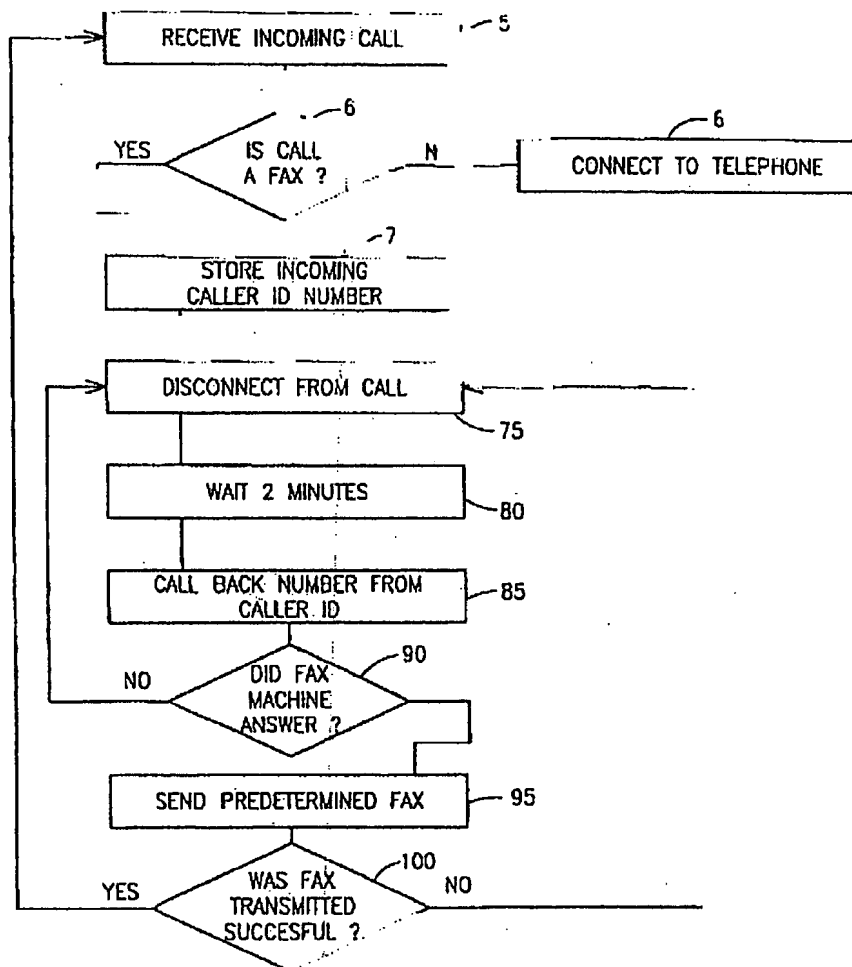 RECEIVE INCOMING CALL
5
6
YES
IS CALL
A FAX ?
N
6
CONNECT TO TELEPHONE
7
STORE INCOMING
CALLER ID NUMBER
DISCONNECT FROM CALL
75
WAIT 2 MINUTES
80
CALL BACK NUMBER FROM
CALLER ID
85
90
NO
DID FAX
MACHINE
ANSWER ?
SEND PREDETERMINED FAX
95
100
YES
WAS FAX
TRANSMITTED
SUCCESFUL ?
NO